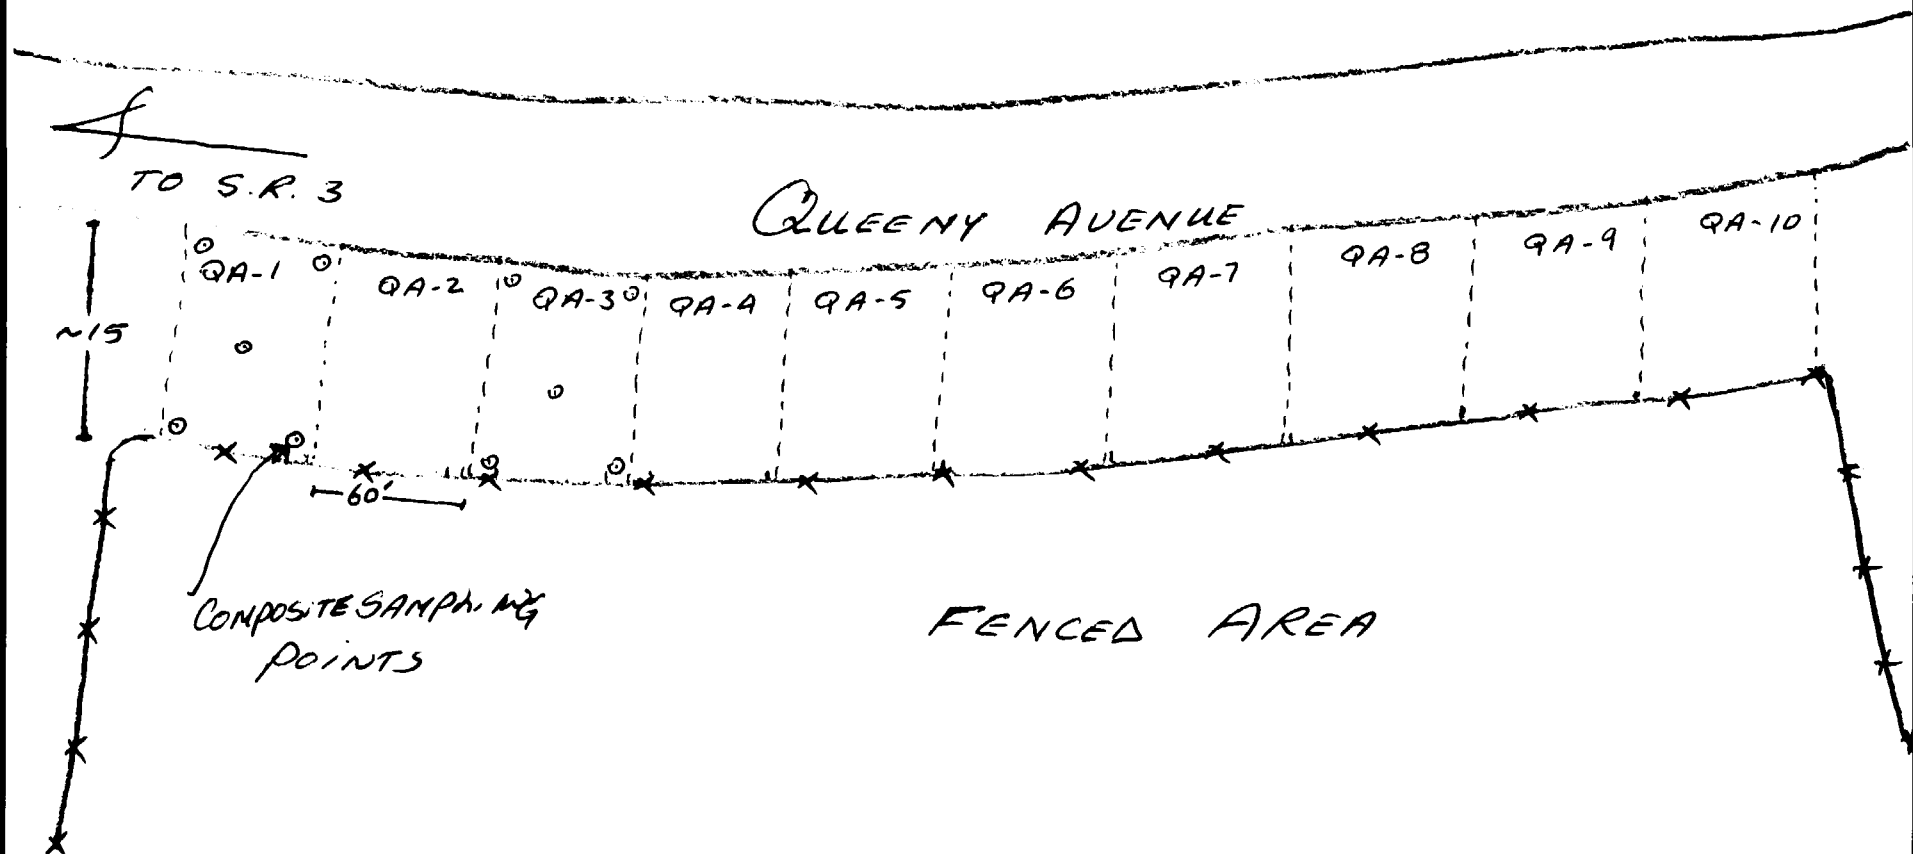 TO S.R. 3
QUEENY AVENUE
QA-1
QA-2
QA-3
QA-4
QA-5
QA-6
QA-7
QA-8
QA-9
QA-10
~15
60'
COMPOSITE SAMPLING
POINTS
FENCED AREA